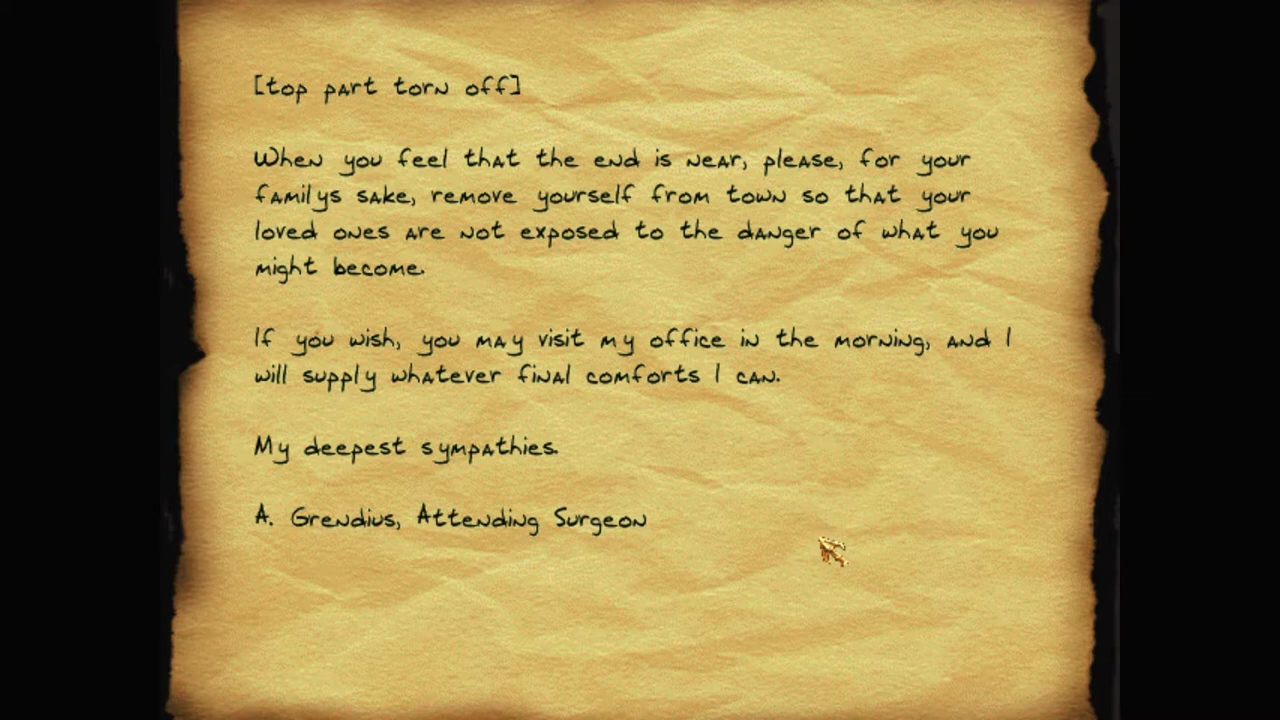 [top part torn off]
When you feel that the end is near, please, for your
familys sake, remove yourself from town so that your
loved ones are not exposed to the danger of what you
might become.
If you wish, you may visit my office in the morning, and I
will supply whatever final comforts I can.
My deepest sympathies.
A. Grendius, Attending Surgeon